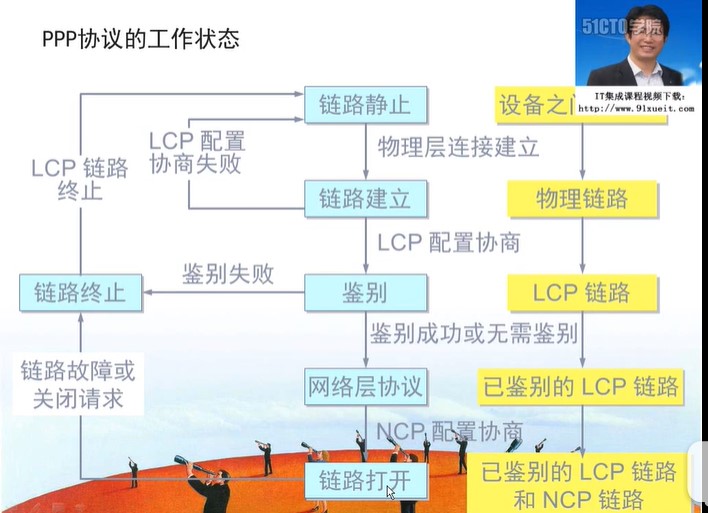 PPP协议的工作状态
51CTO学院
IT集成课程视频下载:
http://www.91xueit.com
链路静止
设备之
LCP 配置
协商失败
物理层连接建立
LCP 链路
终止
链路建立
物理链路
LCP 配置协商
鉴别失败
链路终止
鉴别
LCP 链路
鉴别成功或无需鉴别
链路故障或
关闭请求
网络层协议
已鉴别的 LCP 链路
NCP 配置协商
链路打开
已鉴别的 LCP 链路
和 NCP 链路